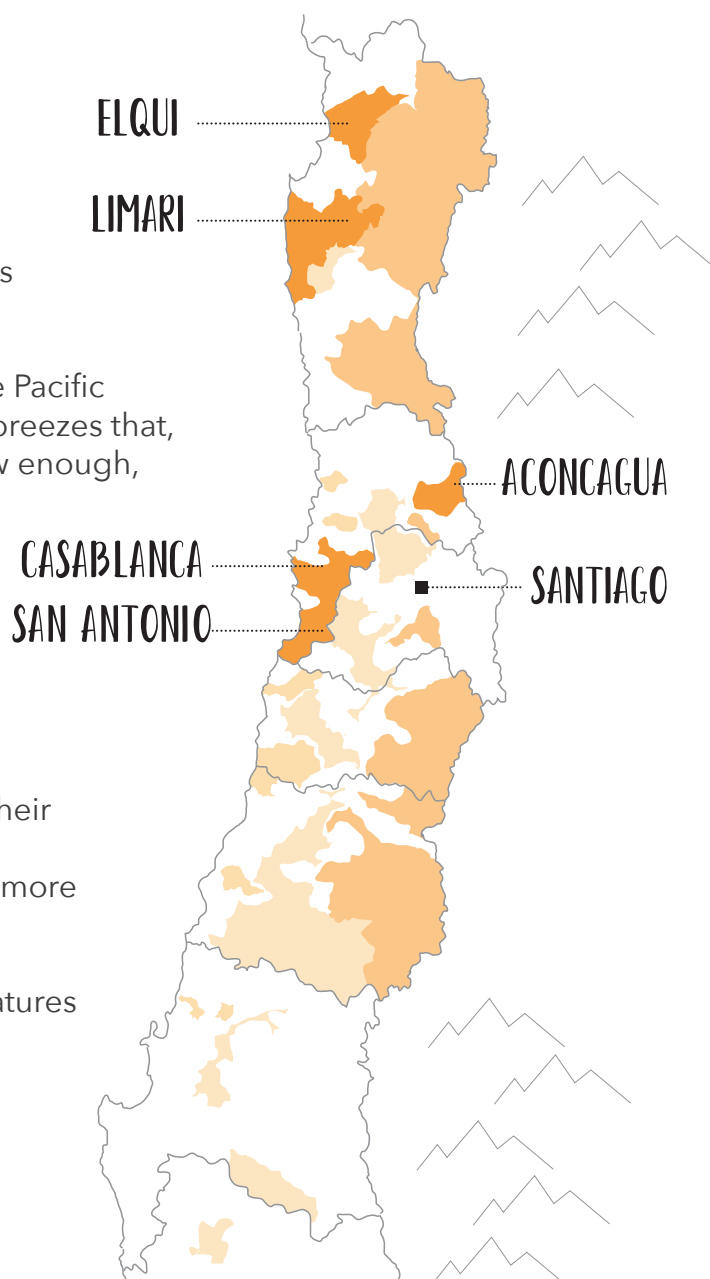 ELQUI
LIMARI
s
e Pacific
breezes that,
w enough,
ACONCAGUA
CASABLANCA
SANTIAGO
SAN ANTONIO
heir
more
atures